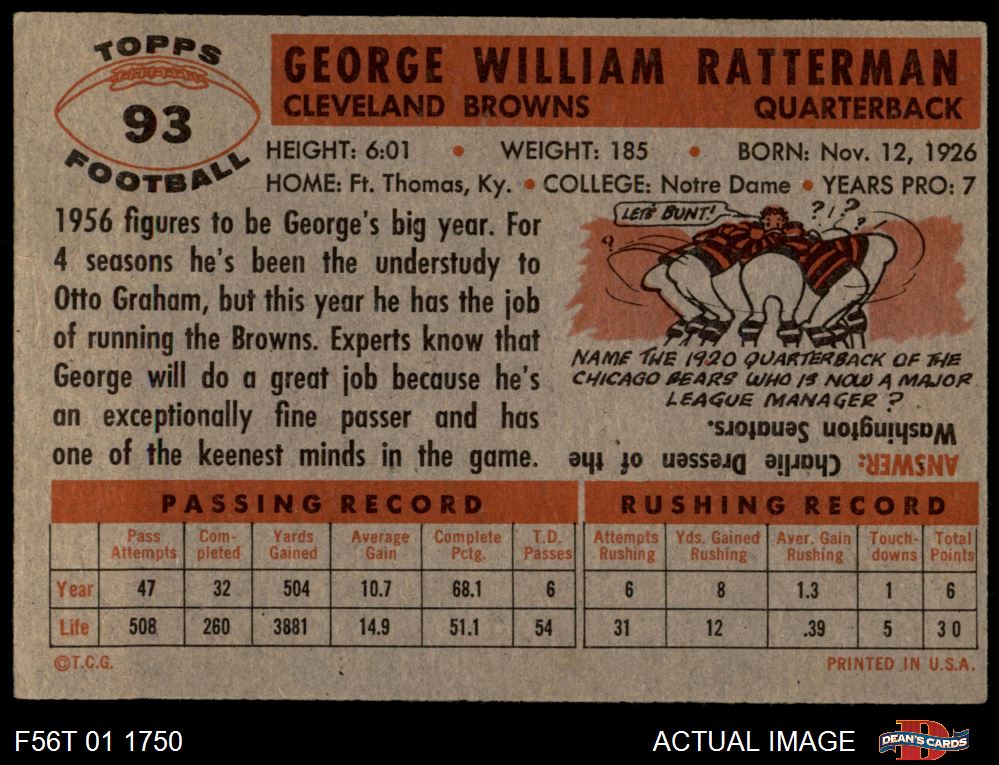 TOPPS
93
FOOTBALL
GEORGE WILLIAM RATTERMAN
CLEVELAND BROWNS QUARTERBACK
HEIGHT: 6:01 • WEIGHT: 185 • BORN: Nov. 12, 1926
HOME: Ft. Thomas, Ky. • COLLEGE: Notre Dame • YEARS PRO: 7
1956 figures to be George's big year. For
4 seasons he's been the understudy to
Otto Graham, but this year he has the job
of running the Browns. Experts know that
George will do a great job because he's
an exceptionally fine passer and has
one of the keenest minds in the game.
LET'S BUNT!
?!?
?
?
NAME THE 1920 QUARTERBACK OF THE
CHICAGO BEARS WHO IS NOW A MAJOR
LEAGUE MANAGER?
ANSWER: Charlie Dressen of the
Washington Senators.
PASSING RECORD
Pass Attempts Com-pleted Yards Gained Average Gain Complete Pctg. T.D. Passes
Year 47 32 504 10.7 68.1 6
Life 508 260 3881 14.9 51.1 54
RUSHING RECORD
Attempts Rushing Yds. Gained Rushing Aver. Gain Rushing Touch-downs Total Points
6 8 1.3 1 6
31 12 .39 5 30
©T.C.G. PRINTED IN U.S.A.
F56T 01 1750 ACTUAL IMAGE DEAN'S CARDS